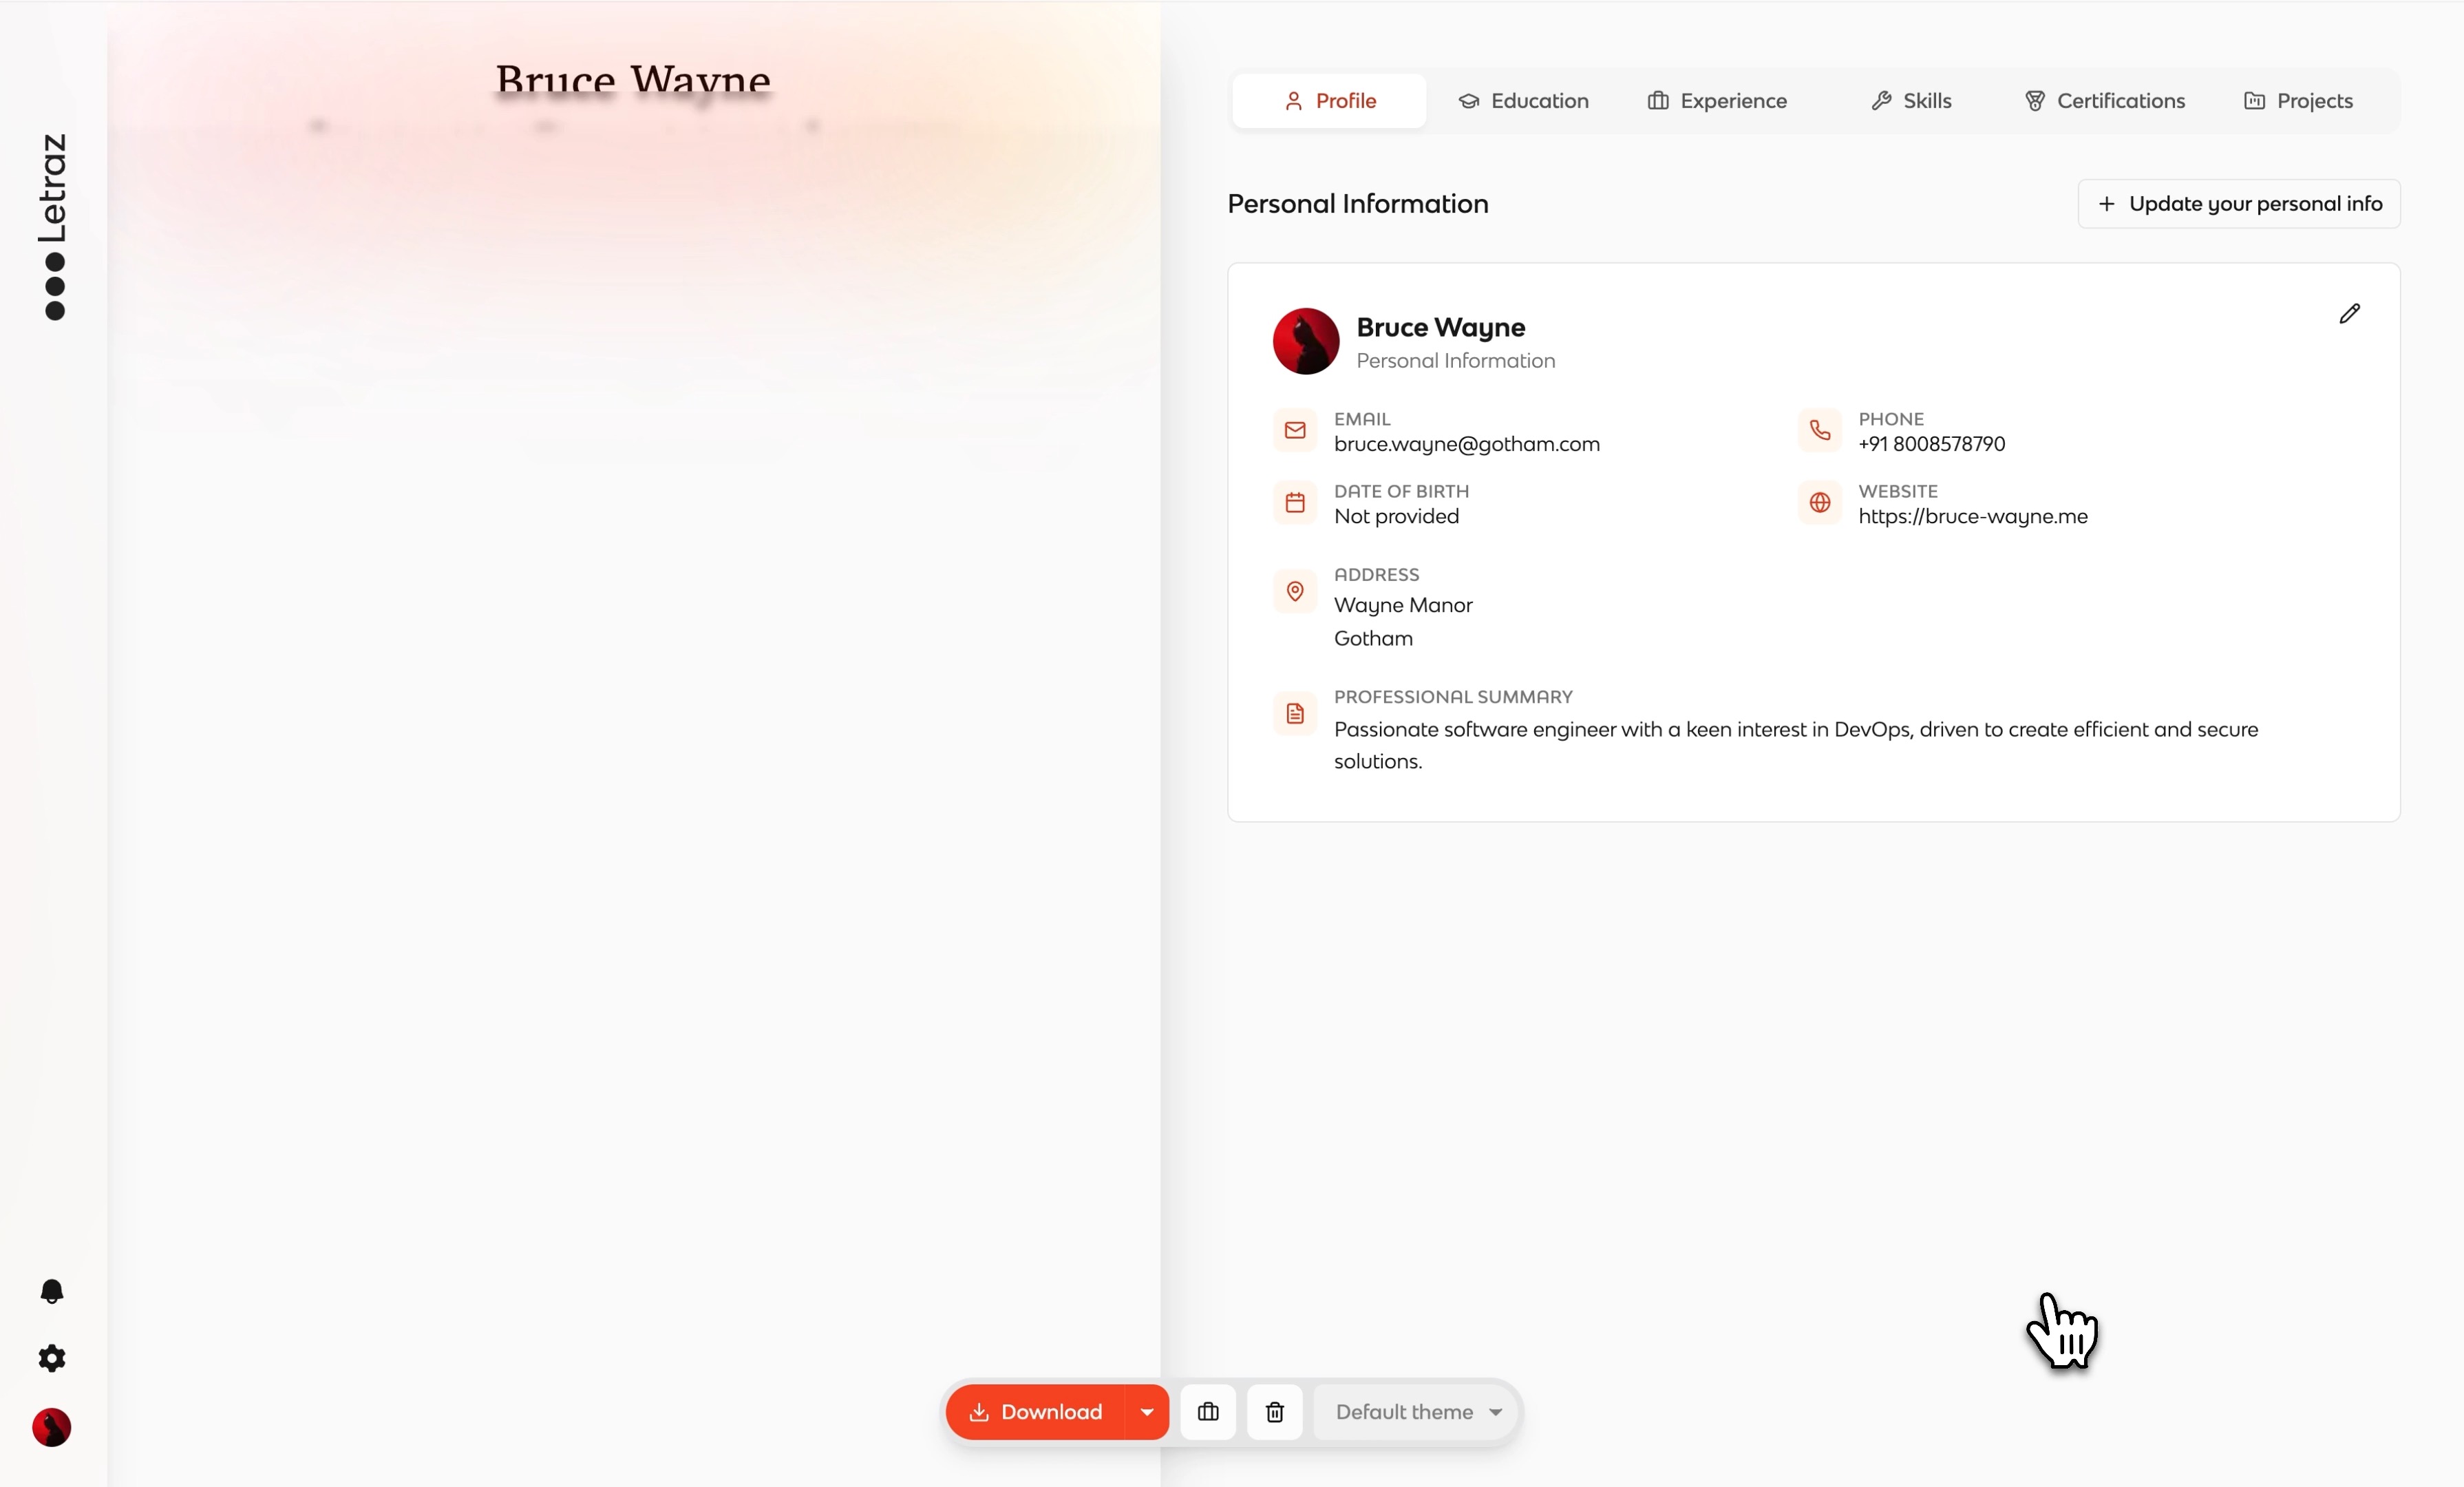 Letraz
Bruce Wayne
Profile
Education
Experience
Skills
Certifications
Projects
Personal Information
Update your personal info
Bruce Wayne
Personal Information
EMAIL
bruce.wayne@gotham.com
PHONE
+91 8008578790
DATE OF BIRTH
Not provided
WEBSITE
https://bruce-wayne.me
ADDRESS
Wayne Manor
Gotham
PROFESSIONAL SUMMARY
Passionate software engineer with a keen interest in DevOps, driven to create efficient and secure
solutions.
Download
Default theme